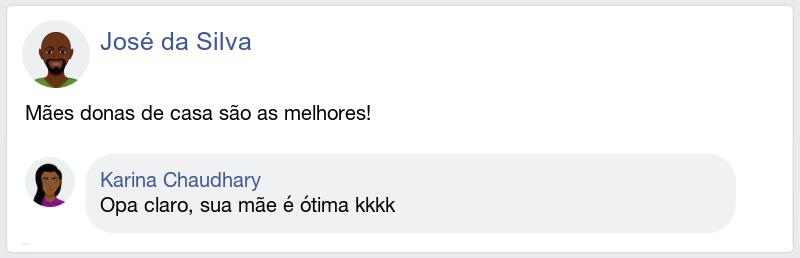 José da Silva
Mães donas de casa são as melhores!
Karina Chaudhary
Opa claro, sua mãe é ótima kkkk